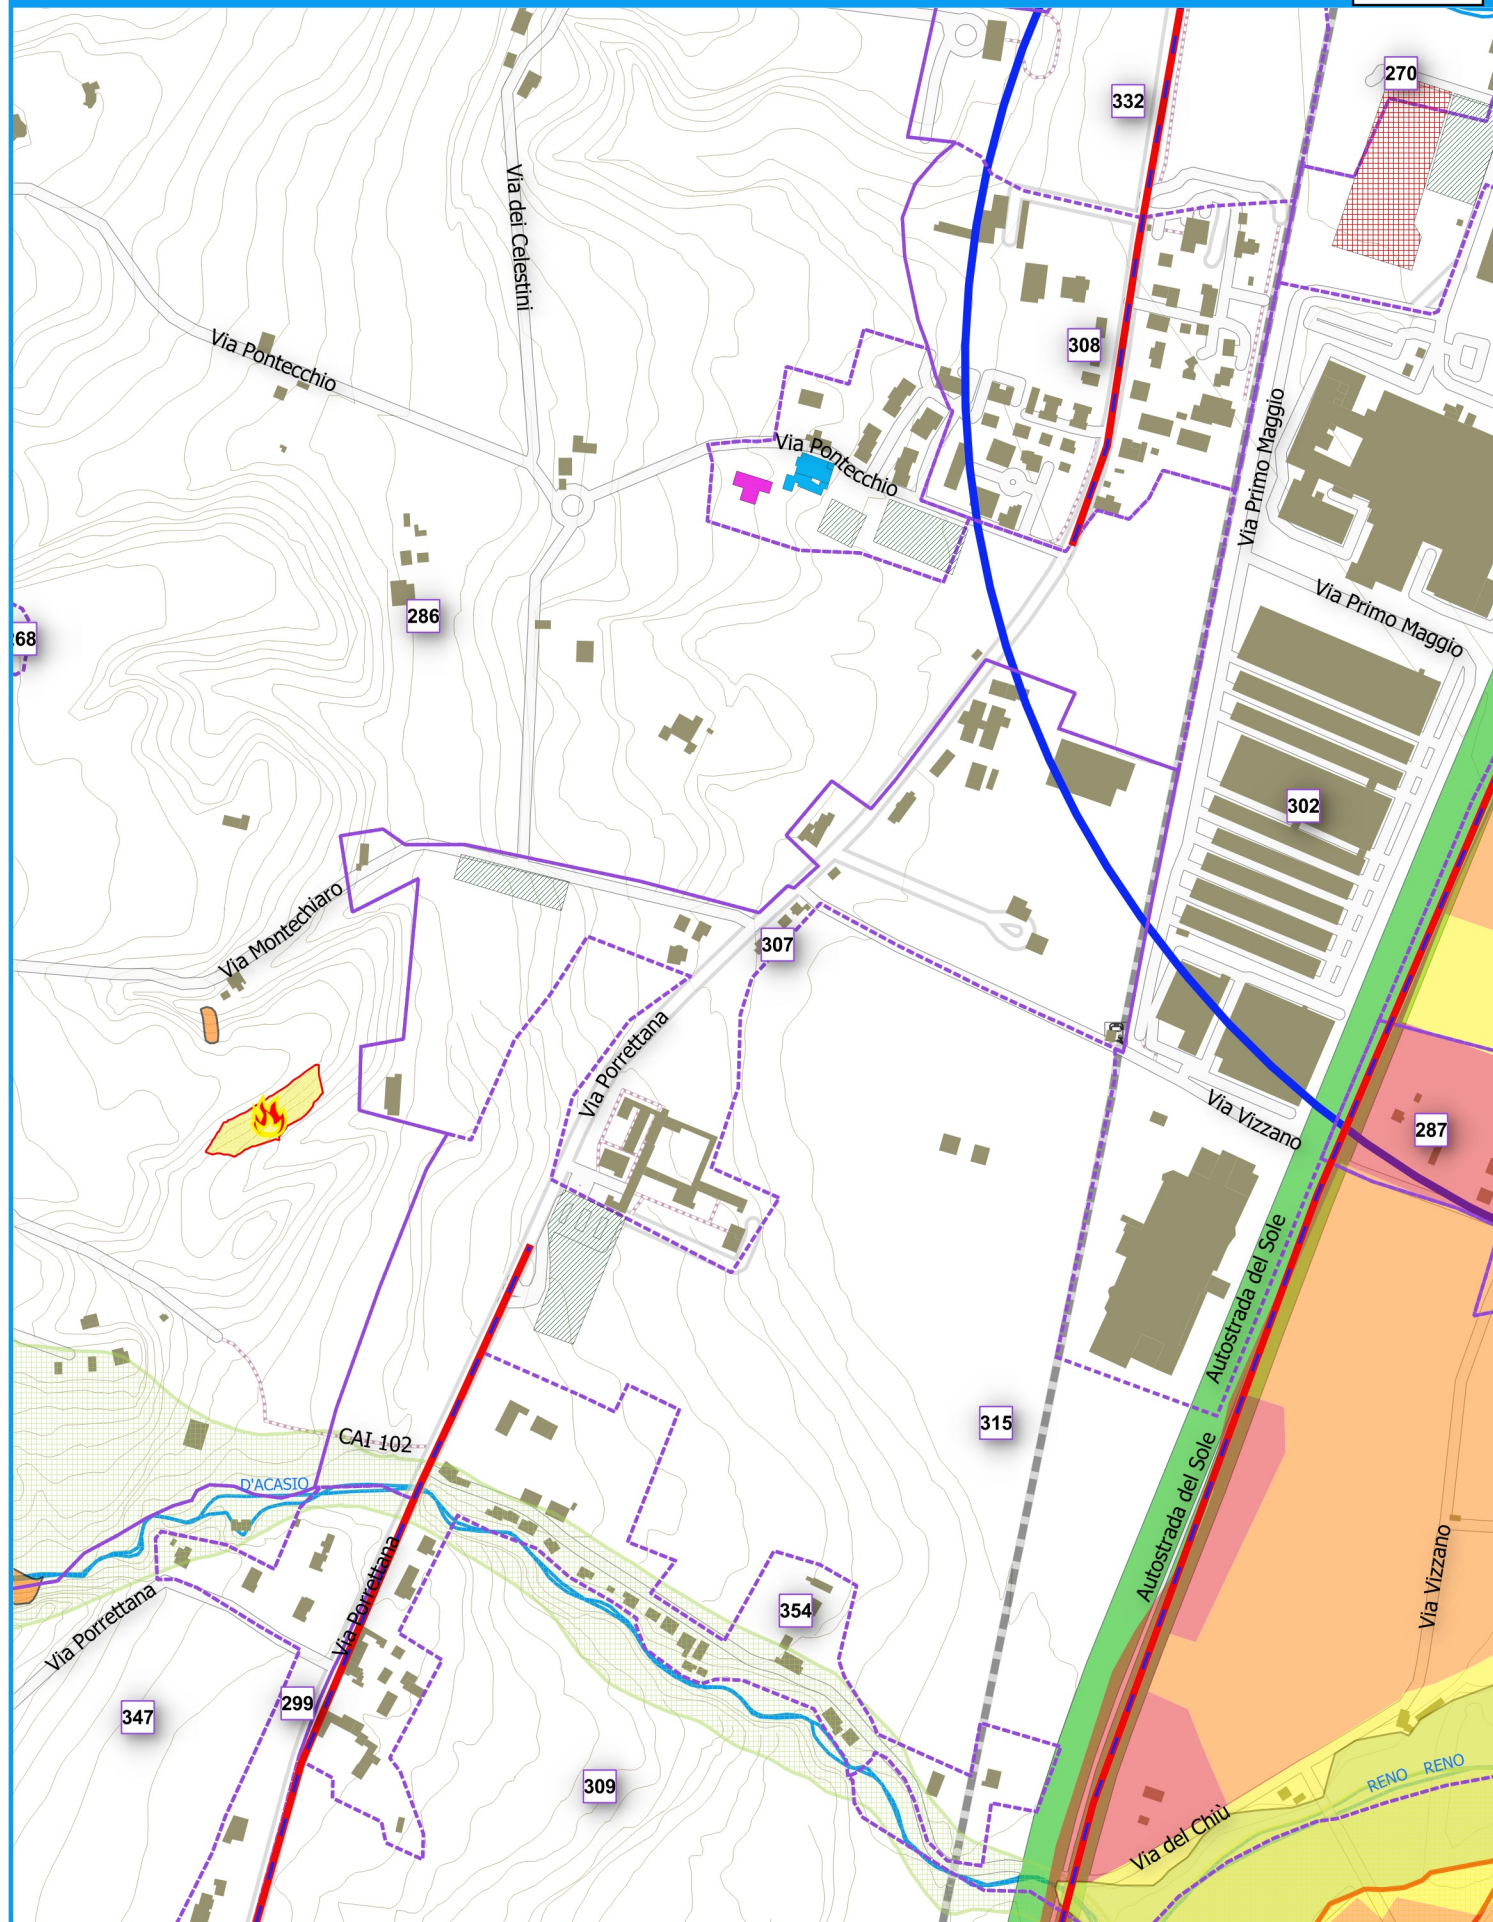 270
332
Via dei Celestini
308
Via Pontecchio
Via Pontecchio
Via Primo Maggio
Via Primo Maggio
286
268
302
Via Montechiaro
307
Via Porrettana
Via Vizzano
287
Autostrada del Sole
315
CAI 102
D'ACASIO
Autostrada del Sole
Via Vizzano
Via Porrettana
354
Via Porrettana
299
347
309
RENO
RENO
Via del Chiù